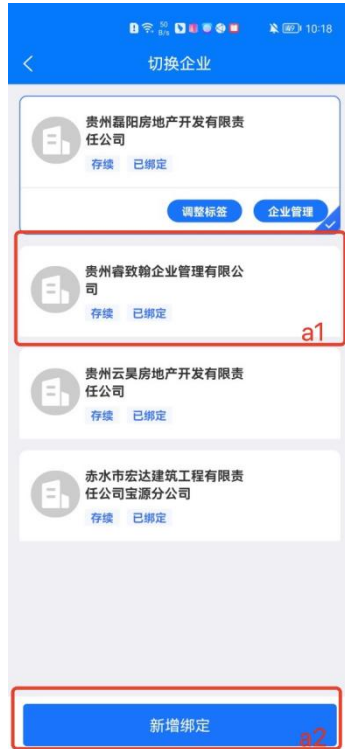 50
B/s
10:18
切换企业
贵州磊阳房地产开发有限责
任公司
存续 已绑定
调整标签 企业管理
贵州睿致翰企业管理有限公
司
存续 已绑定
a1
贵州云昊房地产开发有限责
任公司
存续 已绑定
赤水市宏达建筑工程有限责
任公司宝源分公司
存续 已绑定
新增绑定
a2